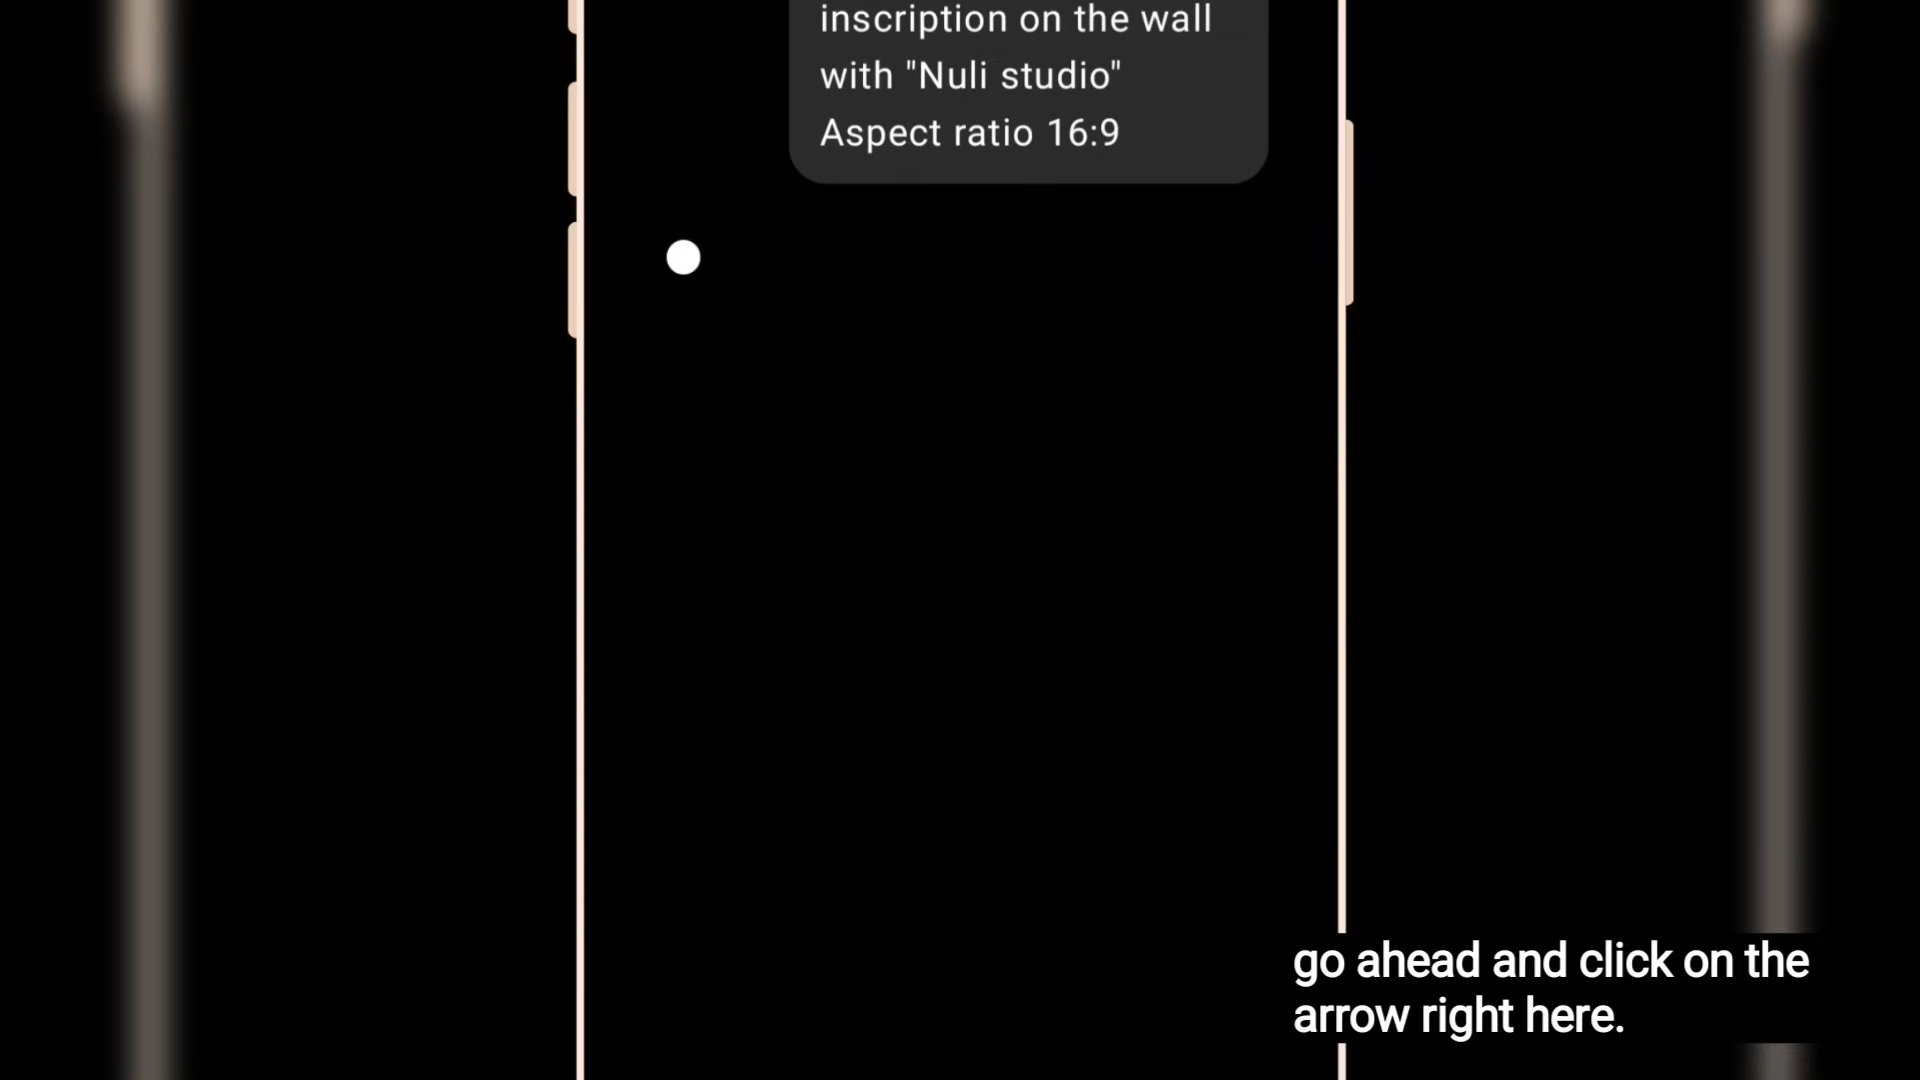 inscription on the wall
with "Nuli studio"
Aspect ratio 16:9
go ahead and click on the
arrow right here.